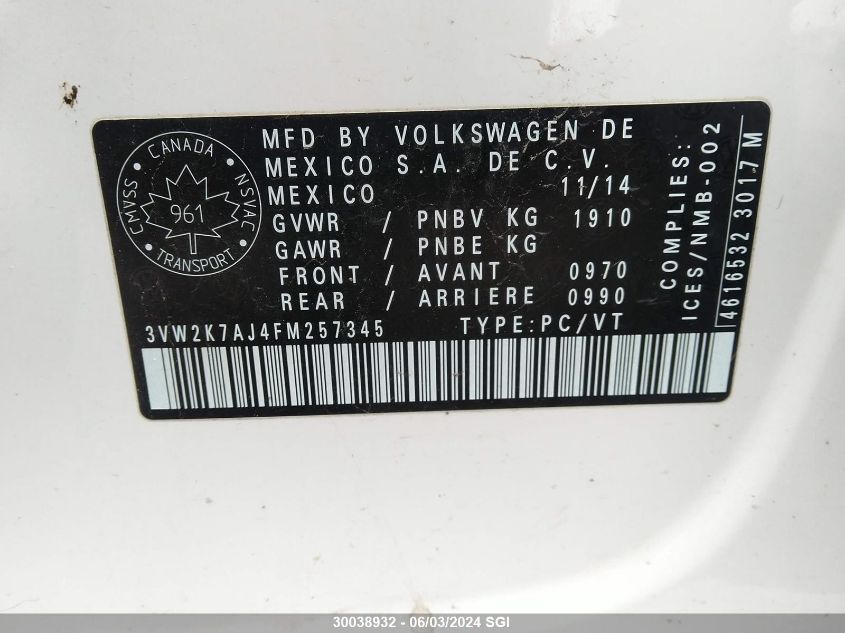 CANADA
CMVSS
NSVAC
961
TRANSPORT
MFD BY VOLKSWAGEN DE
MEXICO S.A. DE C.V.
MEXICO 11/14
GVWR / PNBV KG 1910
GAWR / PNBE KG
FRONT / AVANT 0970
REAR / ARRIERE 0990
3VW2K7AJ4FM257345 TYPE:PC/VT
COMPLIES:
ICES/NMB-002
4616532 3017M
30038932 - 06/03/2024 SGI